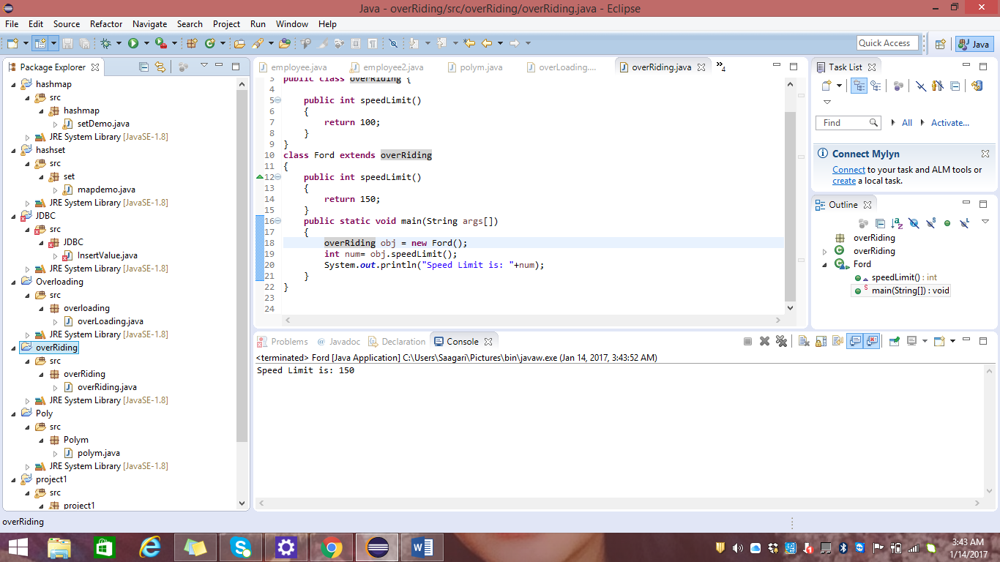 Java - overRiding/src/overRiding/overRiding.java - Eclipse
File Edit Source Refactor Navigate Search Project Run Window Help
Quick Access
Java
Package Explorer
hashmap
src
hashmap
setDemo.java
JRE System Library [JavaSE-1.8]
hashset
src
set
mapdemo.java
JRE System Library [JavaSE-1.8]
JDBC
src
JDBC
InsertValue.java
JRE System Library [JavaSE-1.8]
Overloading
src
overloading
overLoading.java
JRE System Library [JavaSE-1.8]
overRiding
src
overRiding
overRiding.java
JRE System Library [JavaSE-1.8]
Poly
src
Polym
polym.java
JRE System Library [JavaSE-1.8]
project1
src
project1
employee.java employee2.java polym.java overLoading.... overRiding.java »4
3 public class overRiding {
4
5 public int speedLimit()
6 {
7 return 100;
8 }
9 }
10 class Ford extends overRiding
11 {
12 public int speedLimit()
13 {
14 return 150;
15 }
16 public static void main(String args[])
17 {
18 overRiding obj = new Ford();
19 int num= obj.speedLimit();
20 System.out.println("Speed Limit is: "+num);
21 }
22 }
23
24
Task List
Find All Activate...
Connect Mylyn
Connect to your task and ALM tools or
create a local task.
Outline
overRiding
overRiding
Ford
speedLimit() : int
main(String[]) : void
Problems @ Javadoc Declaration Console
<terminated> Ford [Java Application] C:\Users\Saagari\Pictures\bin\javaw.exe (Jan 14, 2017, 3:43:52 AM)
Speed Limit is: 150
overRiding
3:43 AM
1/14/2017